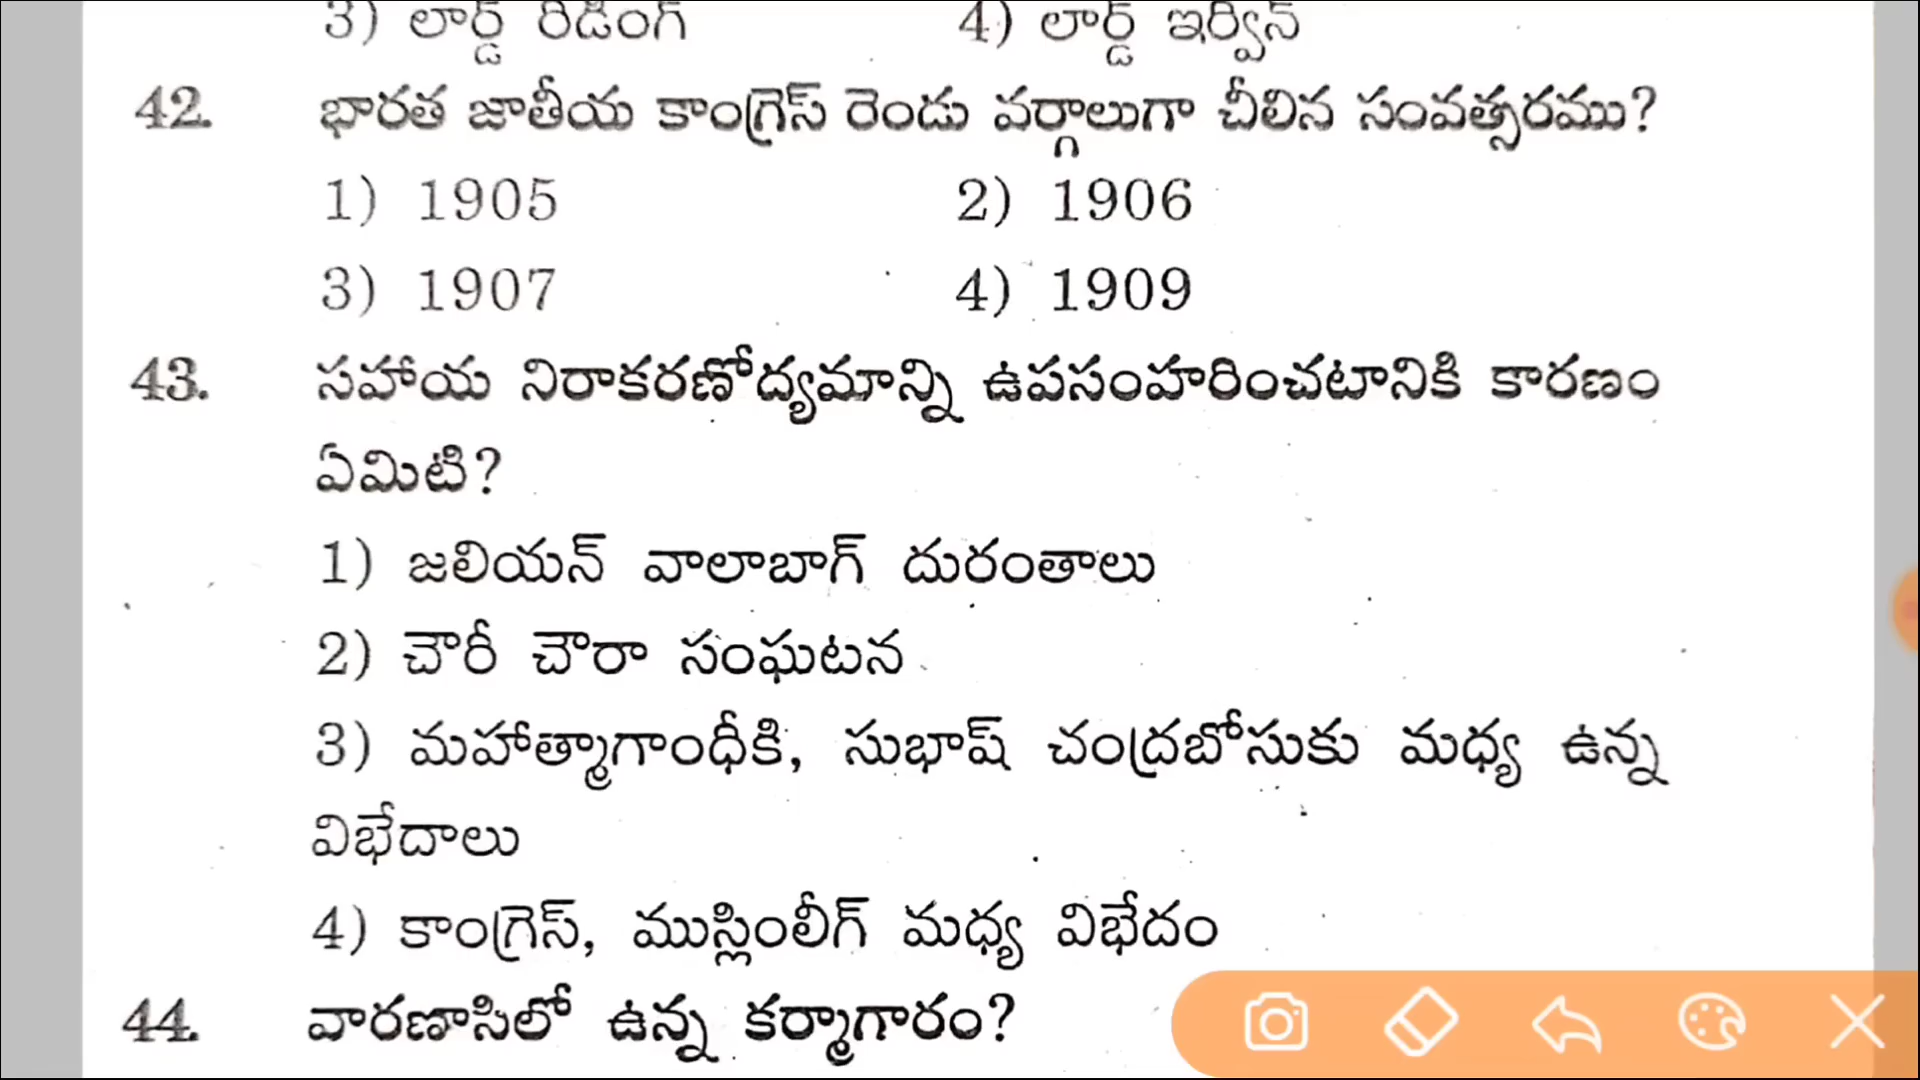 3) లార్డ్ రీడింగ్ 4) లార్డ్ ఇర్విన్
42. భారత జాతీయ కాంగ్రెస్ రెండు వర్గాలుగా చీలిన సంవత్సరము?
1) 1905 2) 1906
3) 1907 4) 1909
43. సహాయ నిరాకరణోద్యమాన్ని ఉపసంహరించటానికి కారణం
ఏమిటి?
1) జలియన్ వాలాబాగ్ దురంతాలు
2) చౌరీ చౌరా సంఘటన
3) మహాత్మాగాంధీకి, సుభాష్ చంద్రబోసుకు మధ్య ఉన్న
విభేదాలు
4) కాంగ్రెస్, ముస్లింలీగ్ మధ్య విభేదం
44. వారణాసిలో ఉన్న కర్మాగారం?